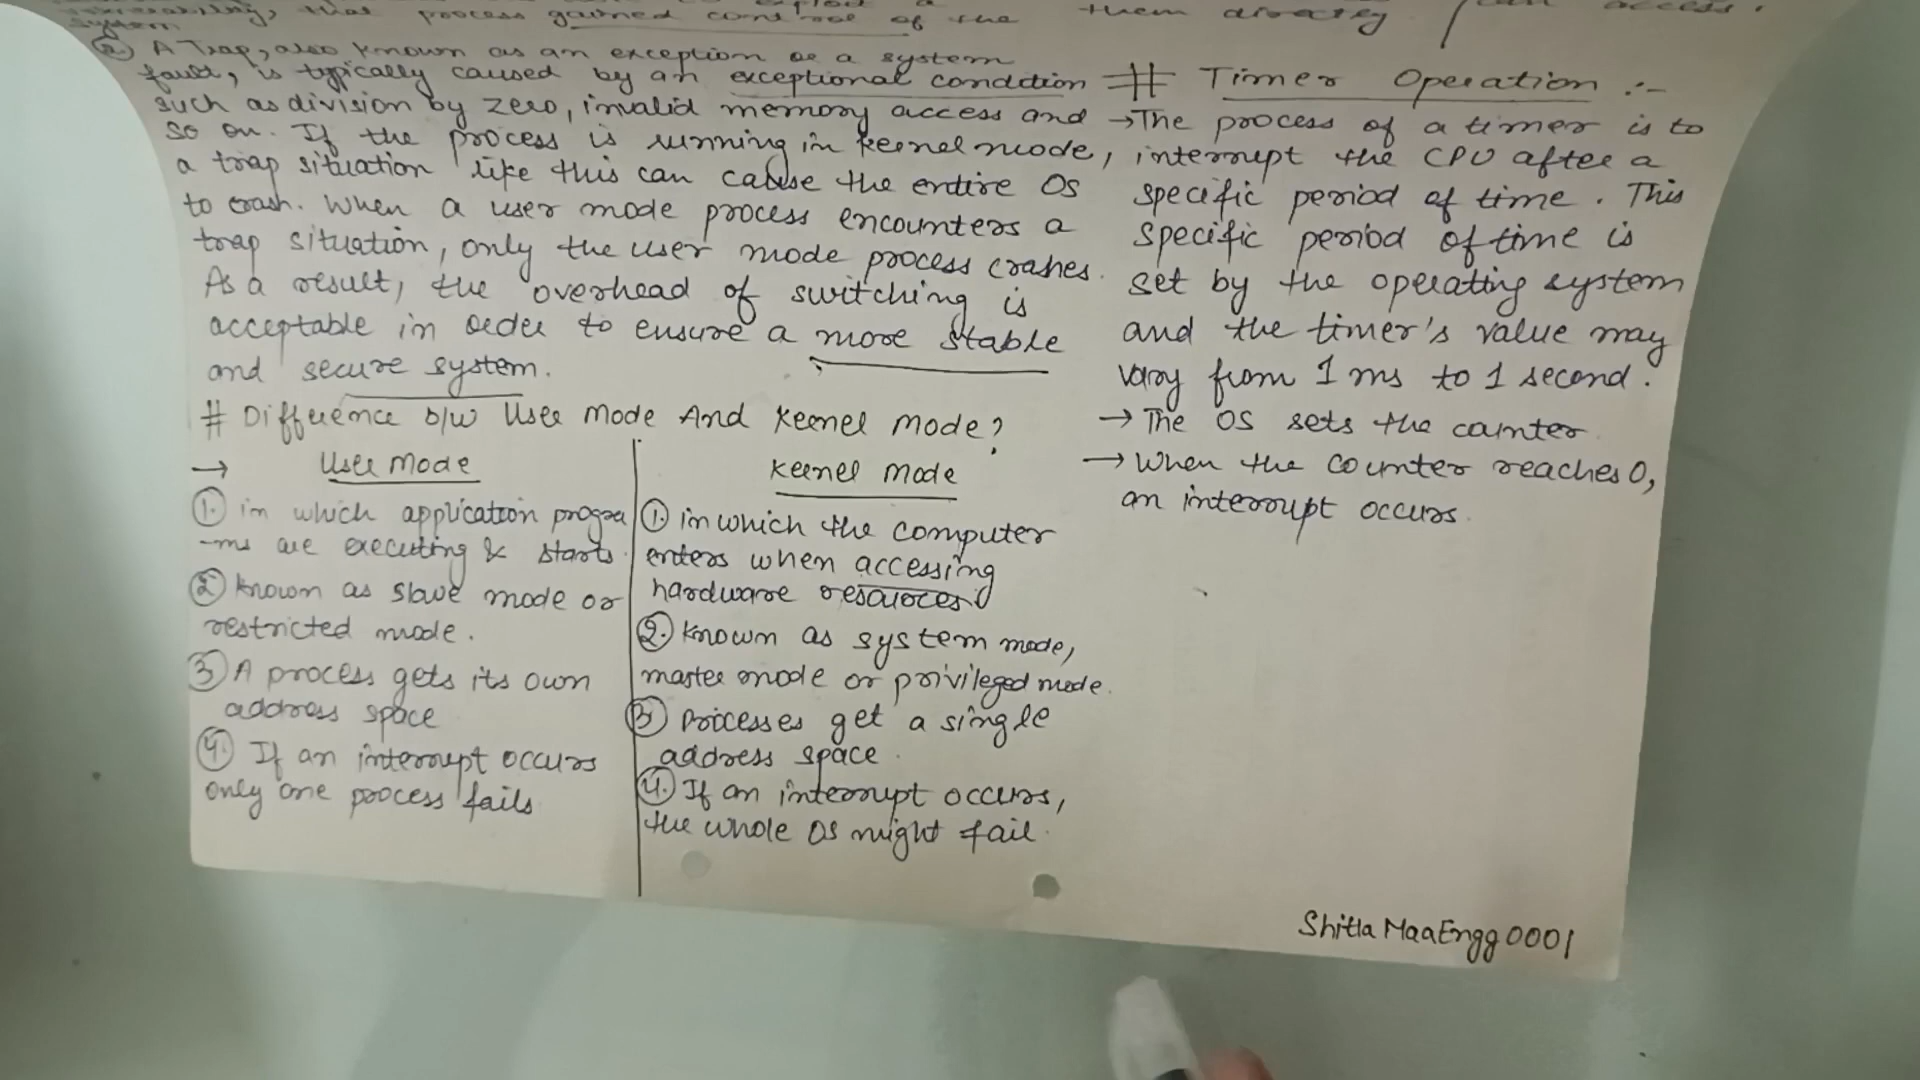 that process gained control of the
system
② A Trap, also known as an exception or a system
fault, is typically caused by an exceptional condition
such as division by zero, invalid memory access and
so on. If the process is running in kernel mode,
a trap situation like this can cause the entire OS
to crash. When a user mode process encounters a
trap situation, only the user mode process crashes.
As a result, the overhead of switching is
acceptable in order to ensure a more stable
and secure system.
# Difference b/w User Mode And Kernel Mode?
→ User Mode
① in which application progra
-ms are executing & starts.
② Known as slave mode or
restricted mode.
③ A process gets its own
address space
④ If an interrupt occurs
only one process fails
Kernel Mode
① in which the computer
enters when accessing
hardware resources
② Known as system mode,
master mode or privileged mode.
③ Processes get a single
address space.
④ If an interrupt occurs,
the whole OS might fail.
them directly
can access.
# Timer Operation :-
→ The process of a timer is to
interrupt the CPU after a
specific period of time. This
specific period of time is
set by the operating system
and the timer's value may
vary from 1 ms to 1 second.
→ The OS sets the counter
→ When the counter reaches 0,
an interrupt occurs.
Shitla MaaEngg 0001